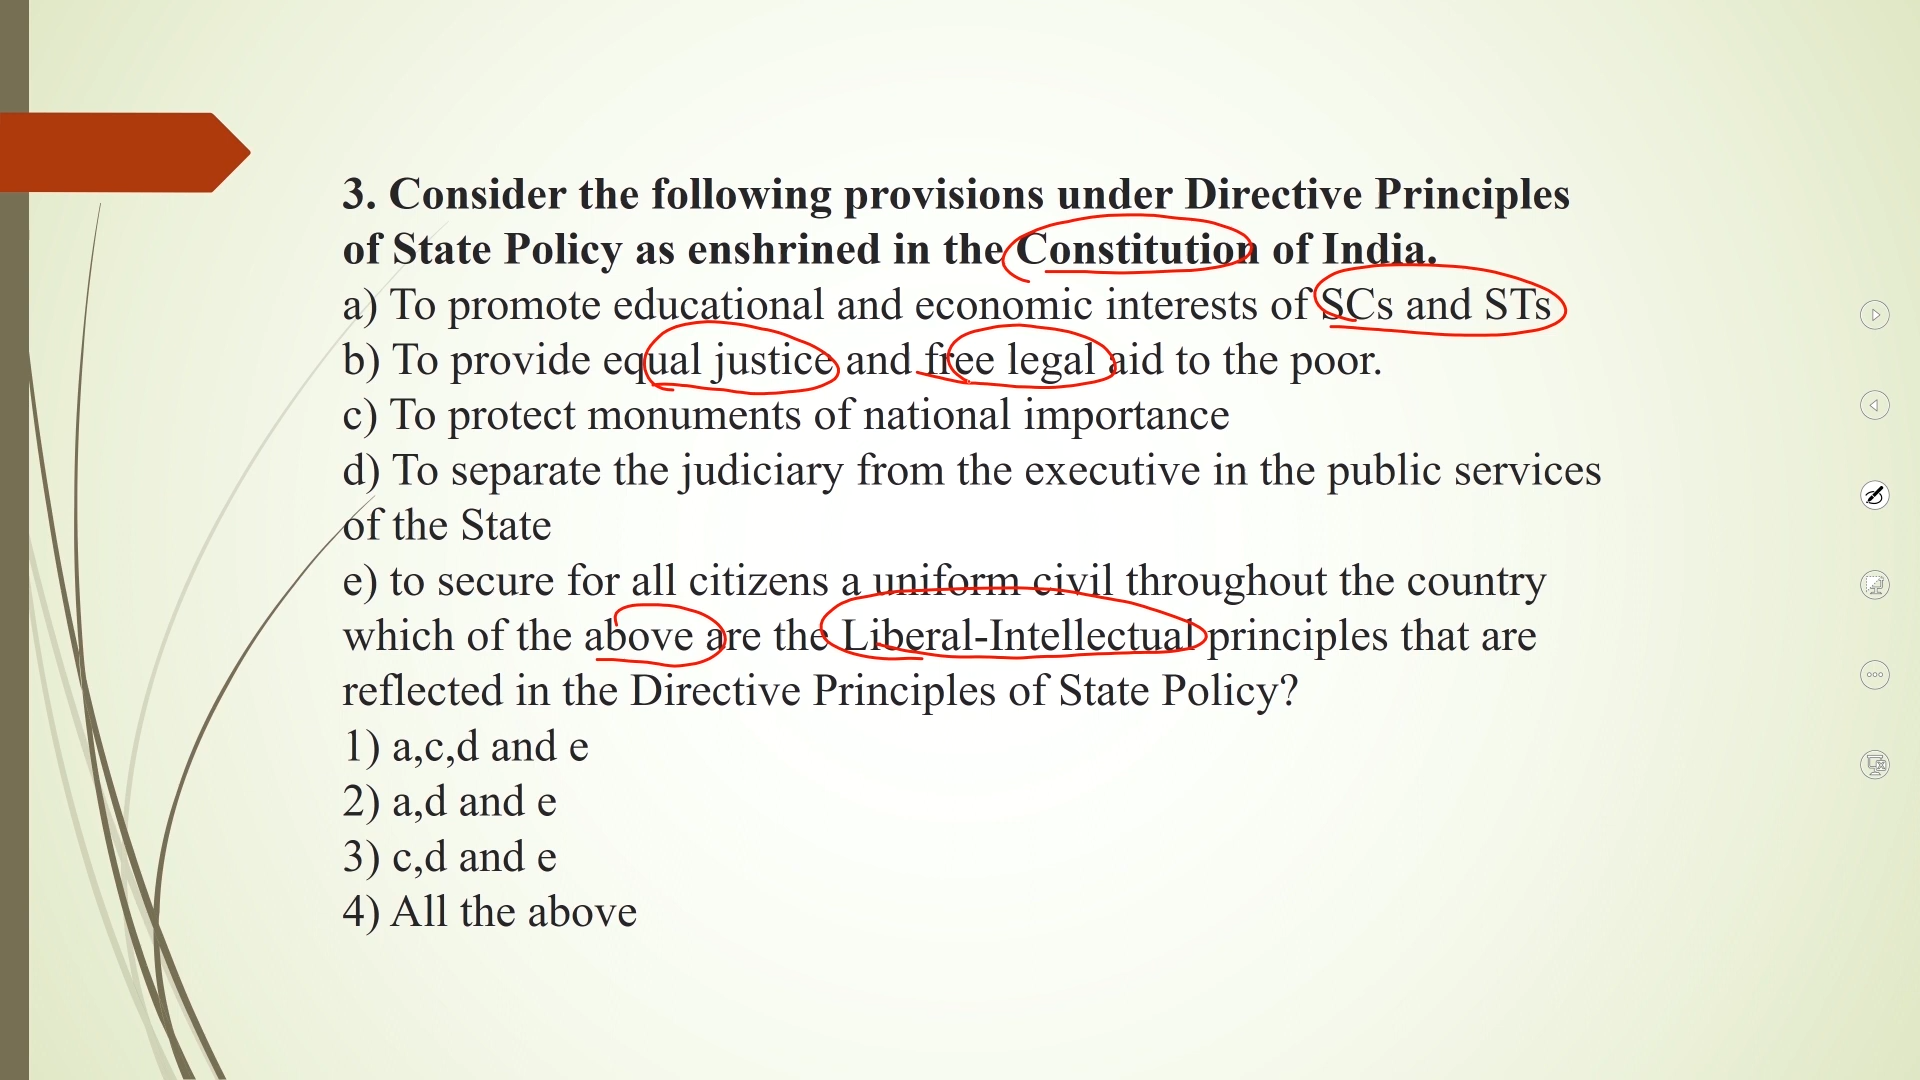 3. Consider the following provisions under Directive Principles
of State Policy as enshrined in the Constitution of India.
a) To promote educational and economic interests of SCs and STs
b) To provide equal justice and free legal aid to the poor.
c) To protect monuments of national importance
d) To separate the judiciary from the executive in the public services
of the State
e) to secure for all citizens a uniform civil throughout the country
which of the above are the Liberal-Intellectual principles that are
reflected in the Directive Principles of State Policy?
1) a,c,d and e
2) a,d and e
3) c,d and e
4) All the above